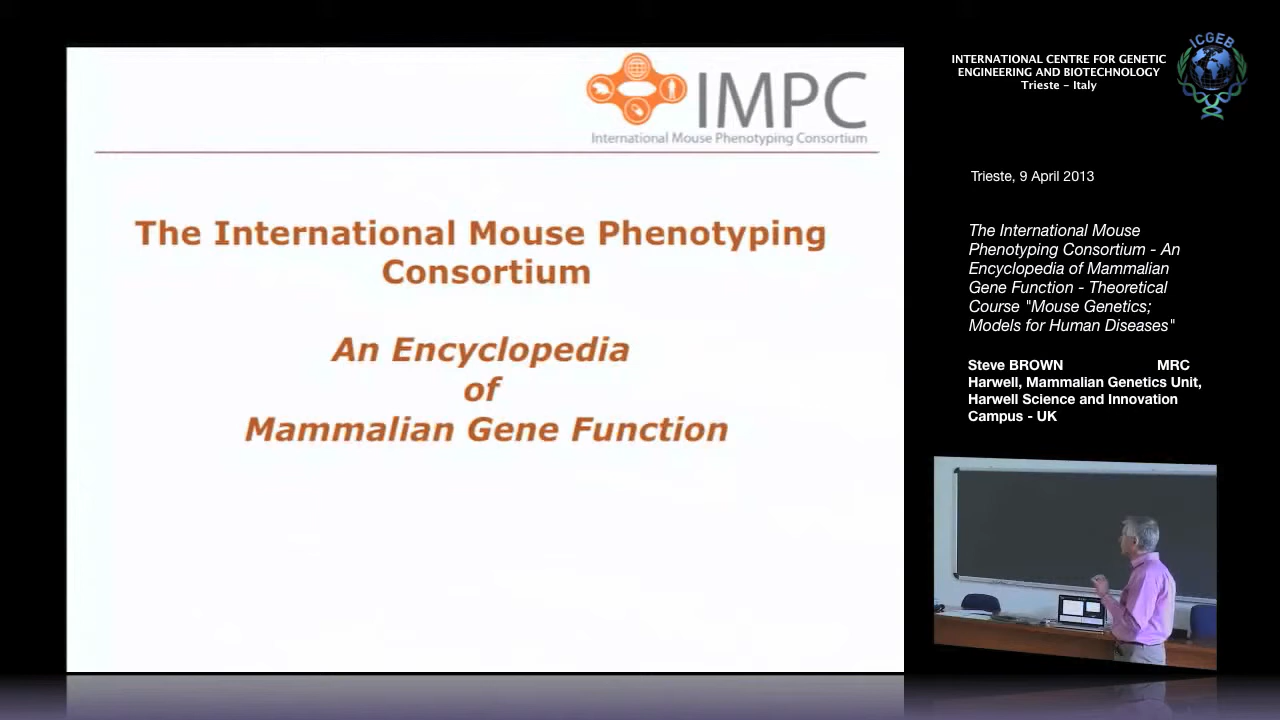 IMPC
International Mouse Phenotyping Consortium
The International Mouse Phenotyping
Consortium
An Encyclopedia
of
Mammalian Gene Function
INTERNATIONAL CENTRE FOR GENETIC
ENGINEERING AND BIOTECHNOLOGY
Trieste - Italy
ICGEB
Trieste, 9 April 2013
The International Mouse
Phenotyping Consortium - An
Encyclopedia of Mammalian
Gene Function - Theoretical
Course "Mouse Genetics;
Models for Human Diseases"
Steve BROWN MRC
Harwell, Mammalian Genetics Unit,
Harwell Science and Innovation
Campus - UK